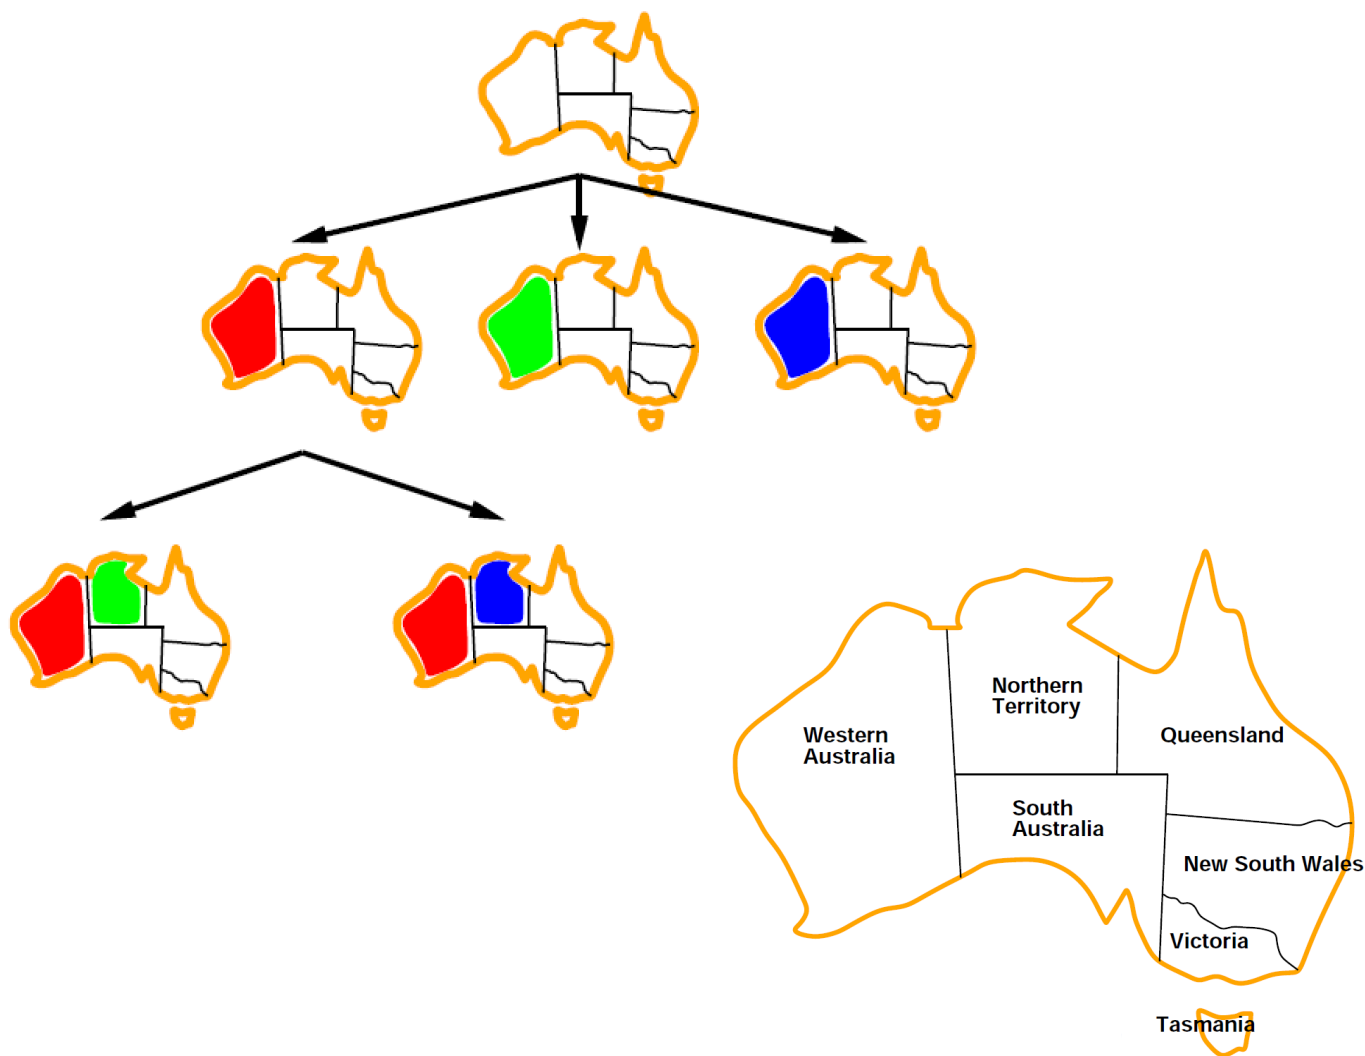 Northern
Territory
Western
Australia
Queensland
South
Australia
New South Wales
Victoria
Tasmania